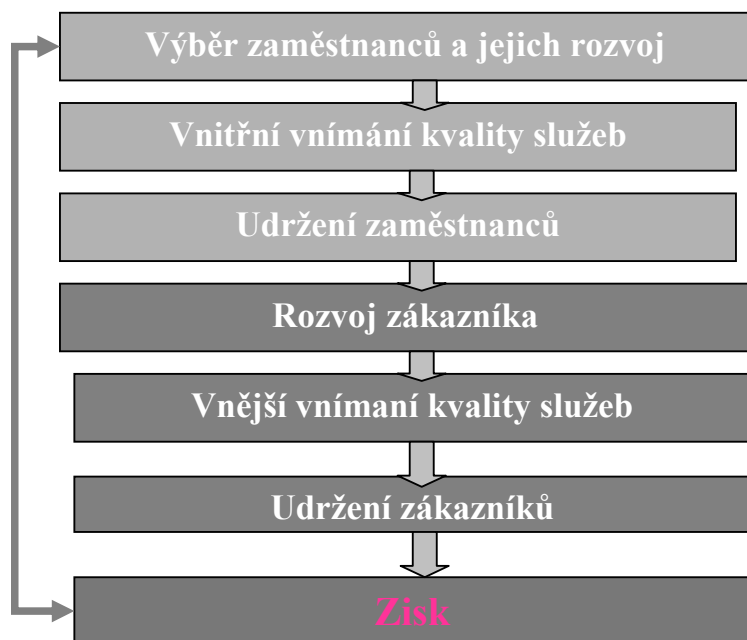 Výběr zaměstnanců a jejich rozvoj
Vnitřní vnímání kvality služeb
Udržení zaměstnanců
Rozvoj zákazníka
Vnější vnímaní kvality služeb
Udržení zákazníků
Zisk